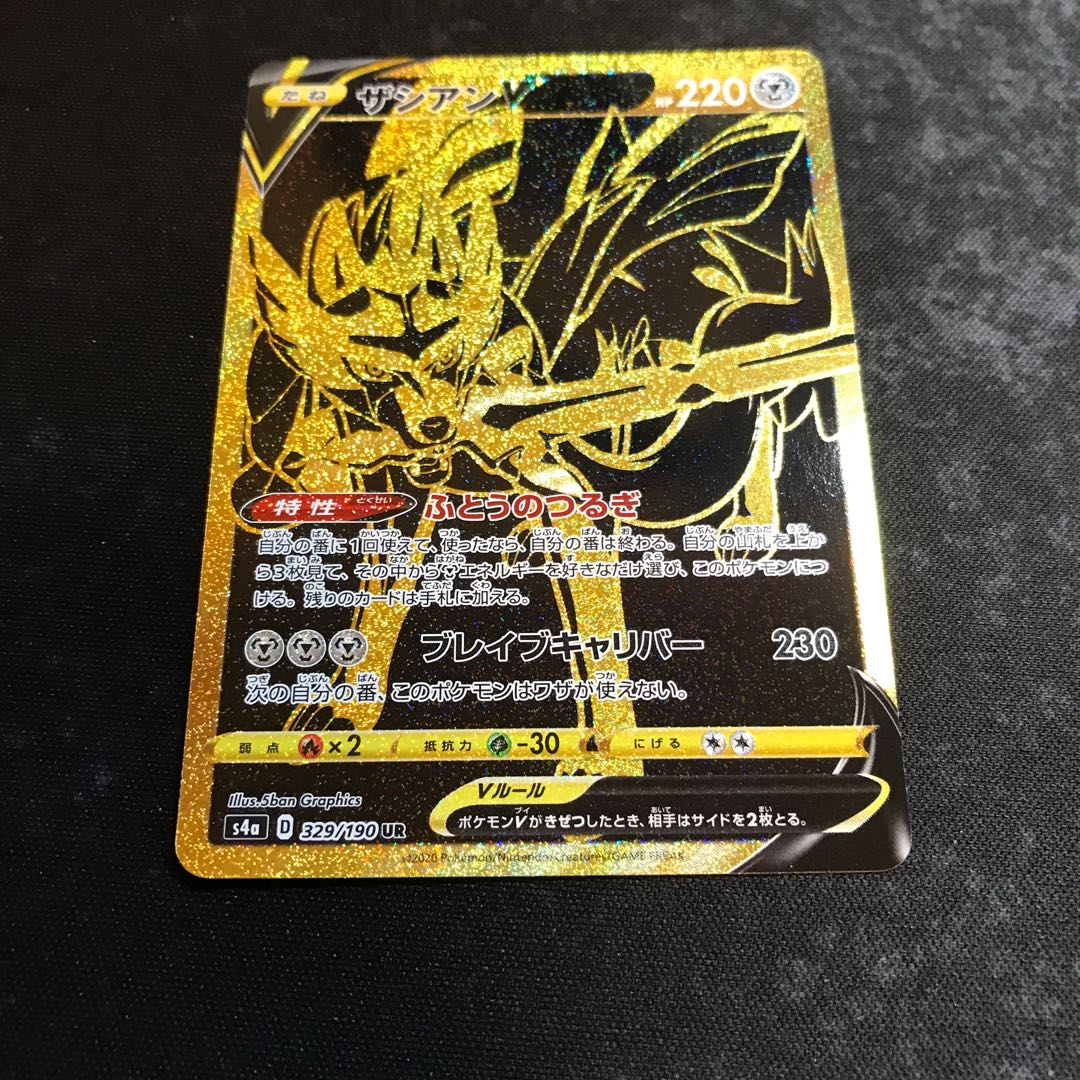 たね ザシアンV HP 220
特性 とくせい ふとうのつるぎ
自分の番に1回使えて、使ったなら、自分の番は終わる。自分の山札を上か
ら3枚見て、その中からエネルギーを好きなだけ選び、このポケモンにつ
ける。残りのカードは手札に加える。
ブレイブキャリバー 230
次の自分の番、このポケモンはワザが使えない。
弱点 ×2 抵抗力 -30 にげる
Vルール
ポケモンVがきぜつしたとき、相手はサイドを2枚とる。
Illus.5ban Graphics
s4a D 329/190 UR
©2020 Pokémon/Nintendo/Creatures/GAME FREAK